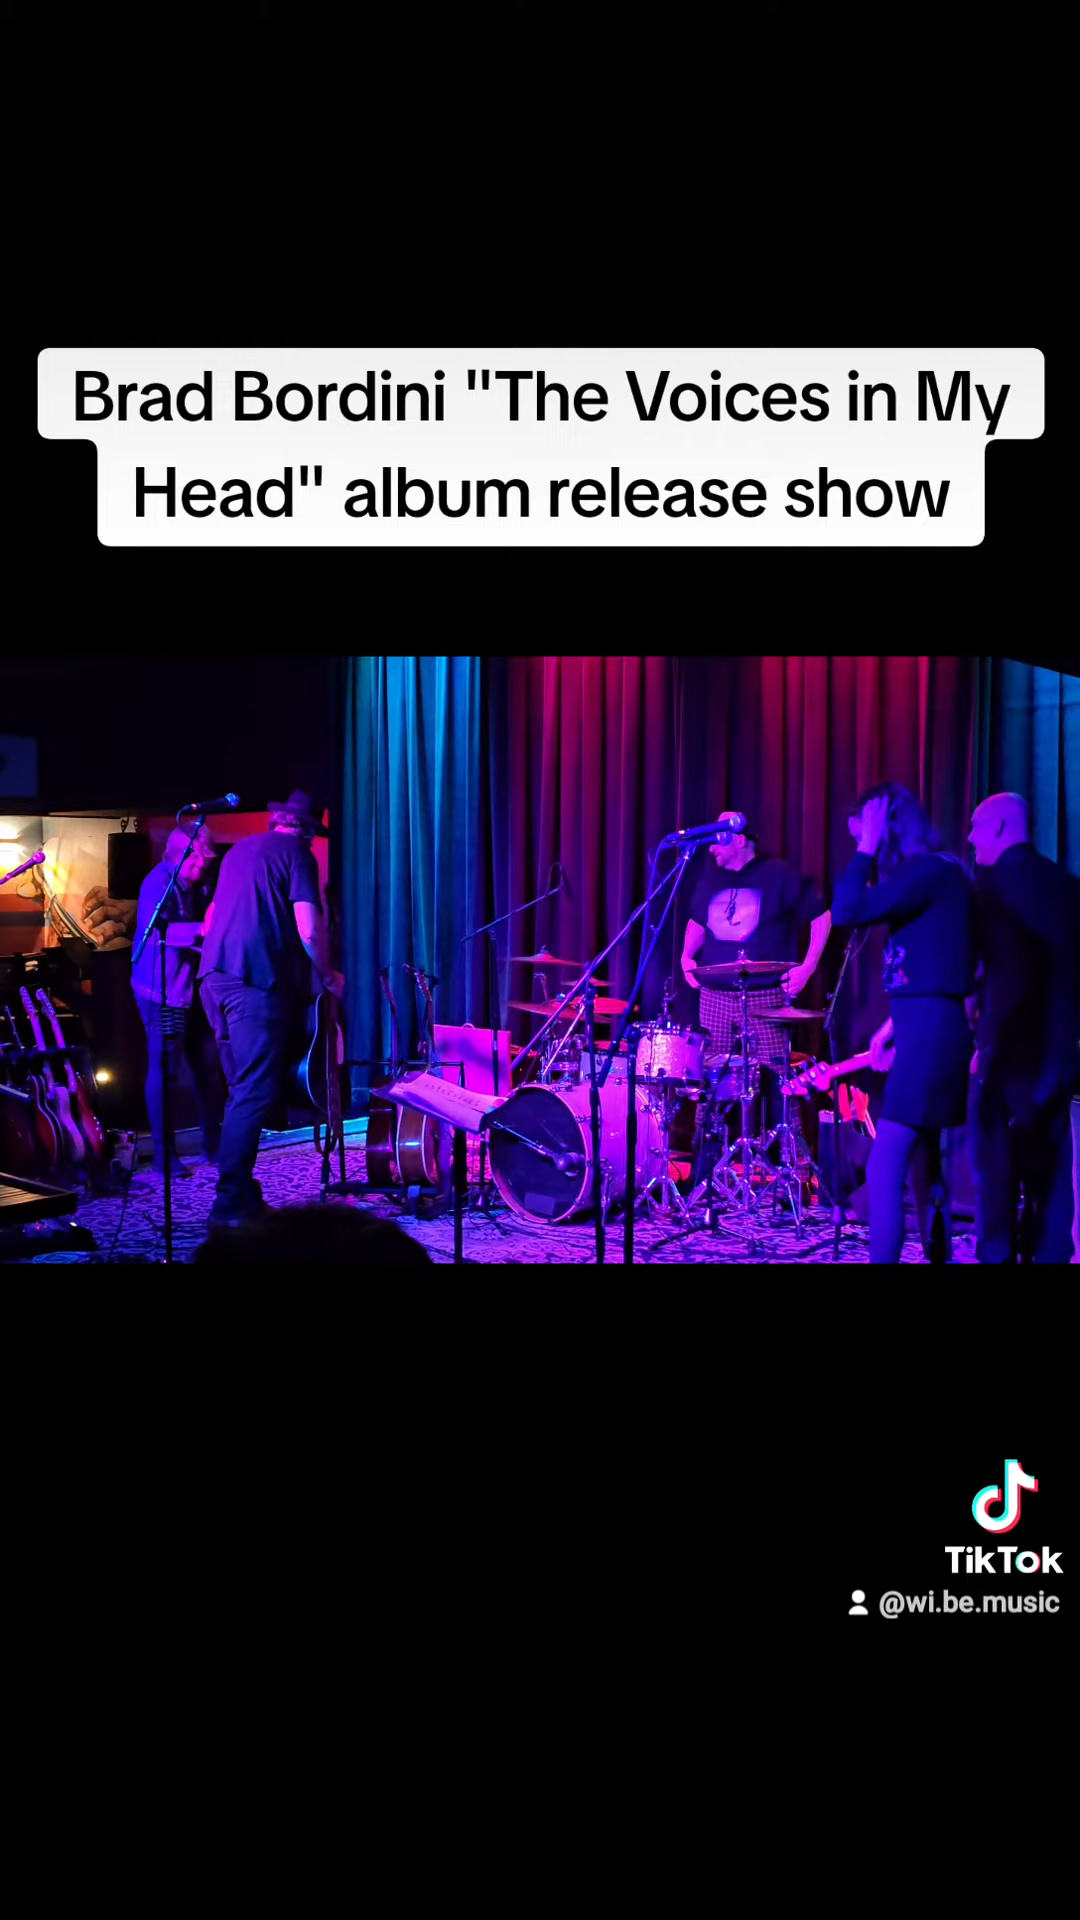 Brad Bordini "The Voices in My
Head" album release show
TikTok
@wi.be.music